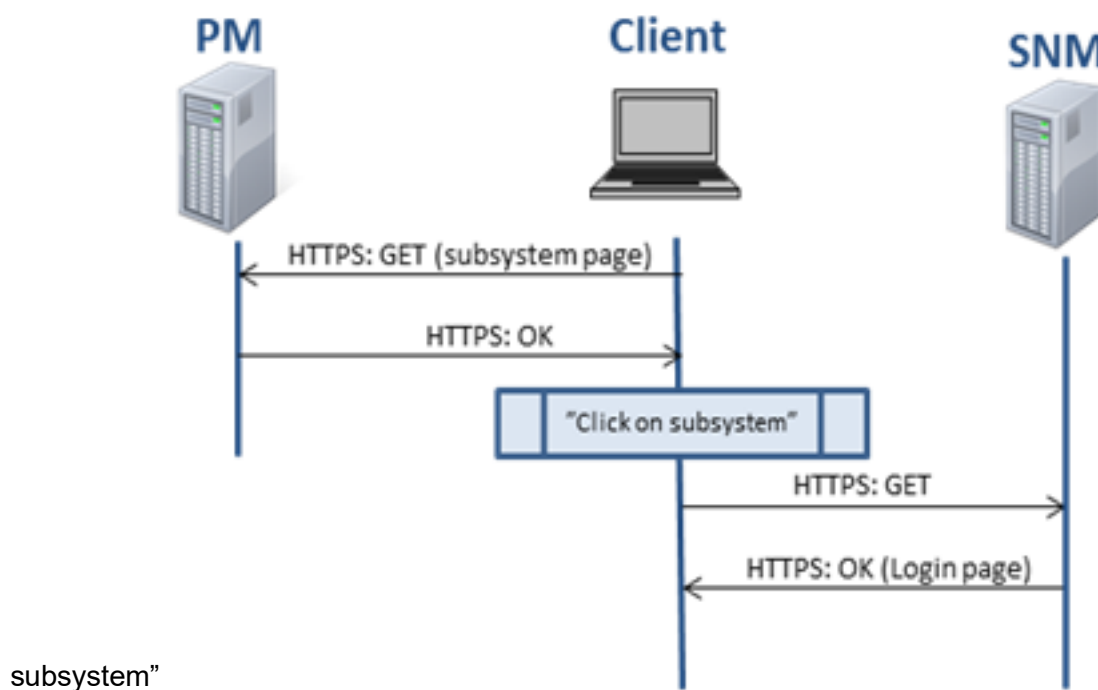 PM
Client
SNM
HTTPS: GET (subsystem page)
HTTPS: OK
"Click on subsystem"
HTTPS: GET
HTTPS: OK (Login page)
subsystem”